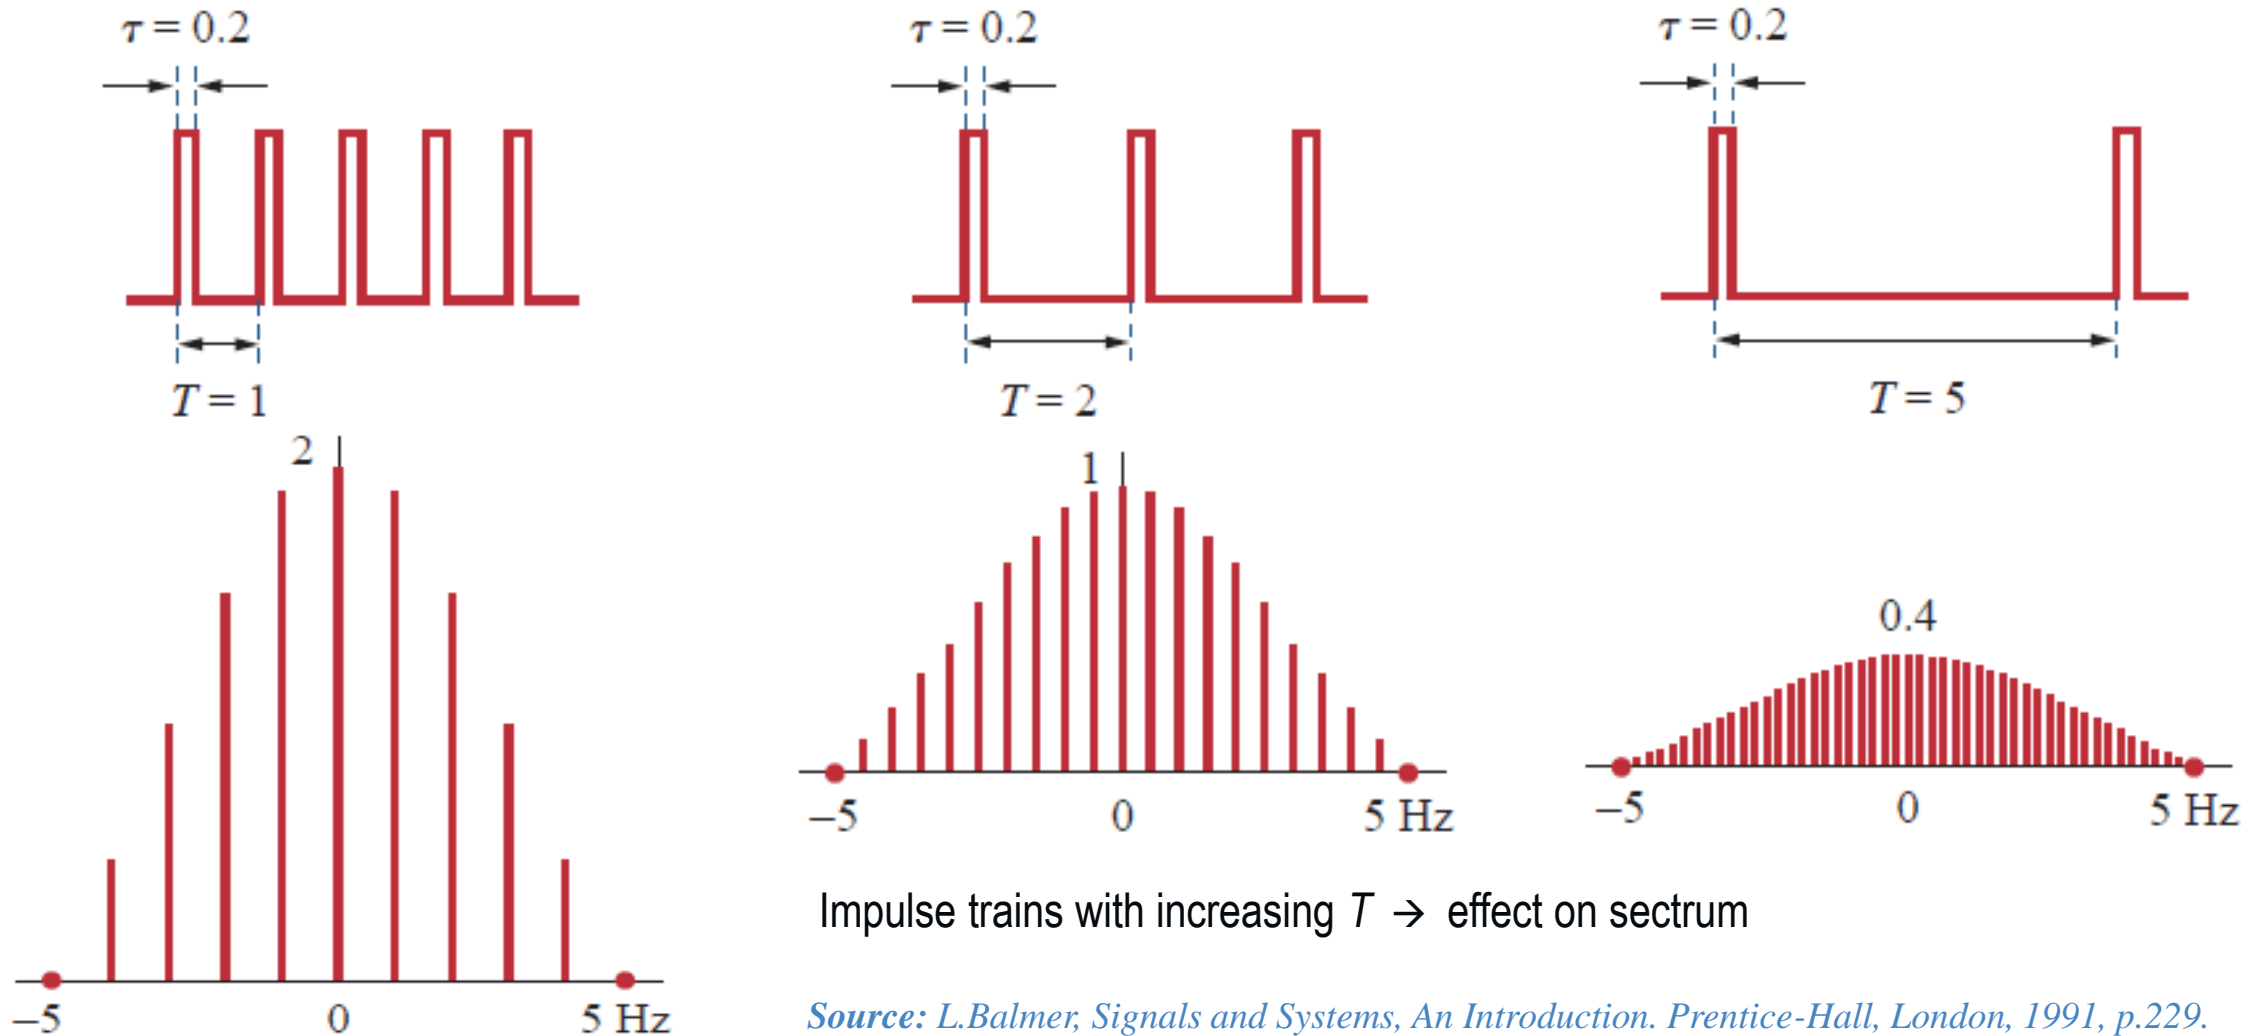 τ = 0.2
τ = 0.2
τ = 0.2
T = 1
T = 2
T = 5
2
1
0.4
–5 0 5 Hz
–5 0 5 Hz
–5 0 5 Hz
Impulse trains with increasing T → effect on sectrum
Source: L.Balmer, Signals and Systems, An Introduction. Prentice-Hall, London, 1991, p.229.